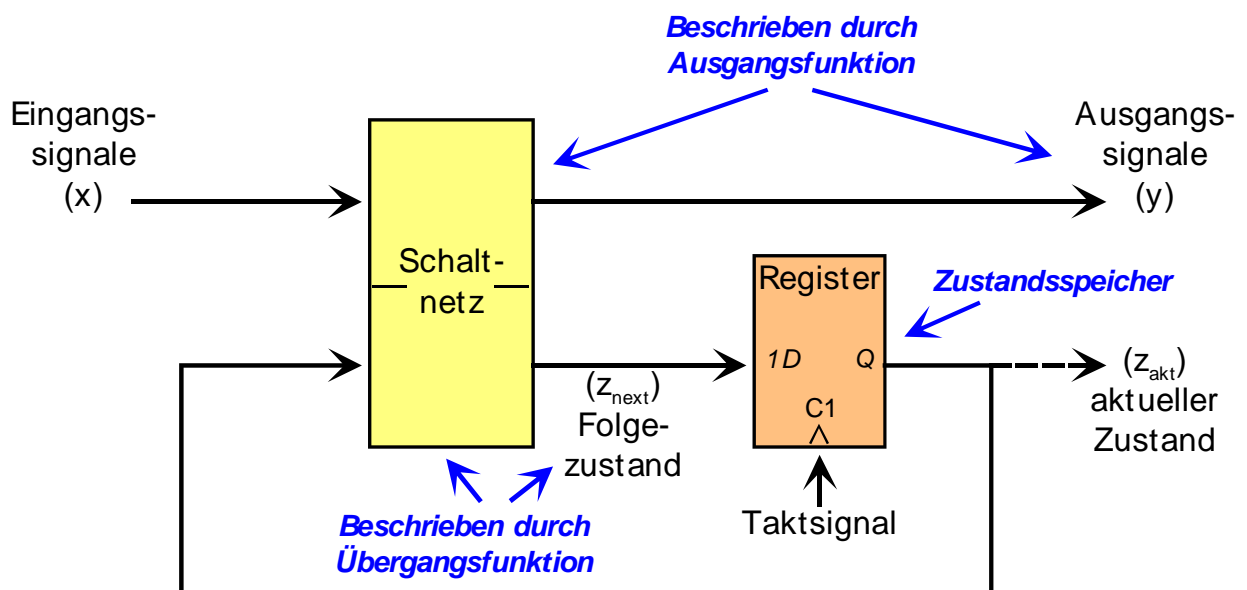 Beschrieben durch
Ausgangsfunktion
Eingangs-
signale
(x)
Ausgangs-
signale
(y)
Schalt-
netz
Register
1D
Q
C1
Zustandsspeicher
(z_next)
Folge-
zustand
(z_akt)
aktueller
Zustand
Taktsignal
Beschrieben durch
Übergangsfunktion